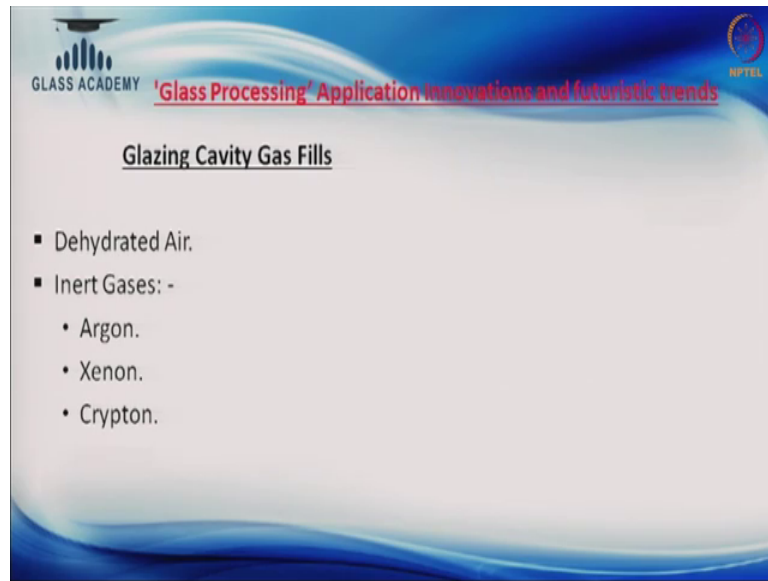 GLASS ACADEMY
NPTEL
'Glass Processing' Application Innovations and futuristic trends
Glazing Cavity Gas Fills
▪ Dehydrated Air.
▪ Inert Gases: -
• Argon.
• Xenon.
• Crypton.